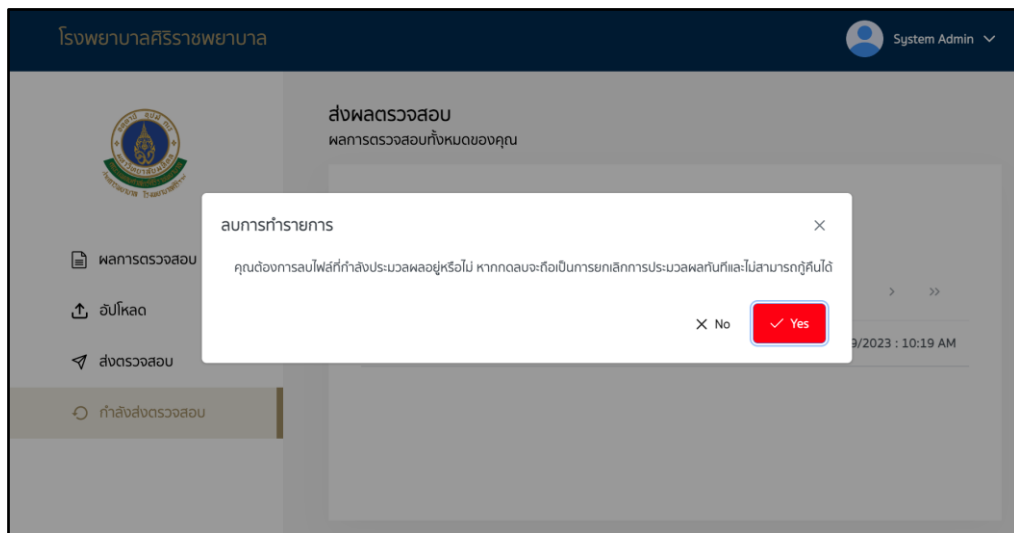 โรงพยาบาลศิริราชพยาบาล
System Admin
ส่งผลตรวจสอบ
ผลการตรวจสอบทั้งหมดของคุณ
ลบการทำรายการ
ผลการตรวจสอบ
คุณต้องการลบไฟล์ที่กำลังประมวลผลอยู่หรือไม่ หากกดลบจะถือเป็นการยกเลิกการประมวลผลทันทีและไม่สามารถกู้คืนได้
อัปโหลด
No
Yes
9/2023 : 10:19 AM
ส่งตรวจสอบ
กำลังส่งตรวจสอบ